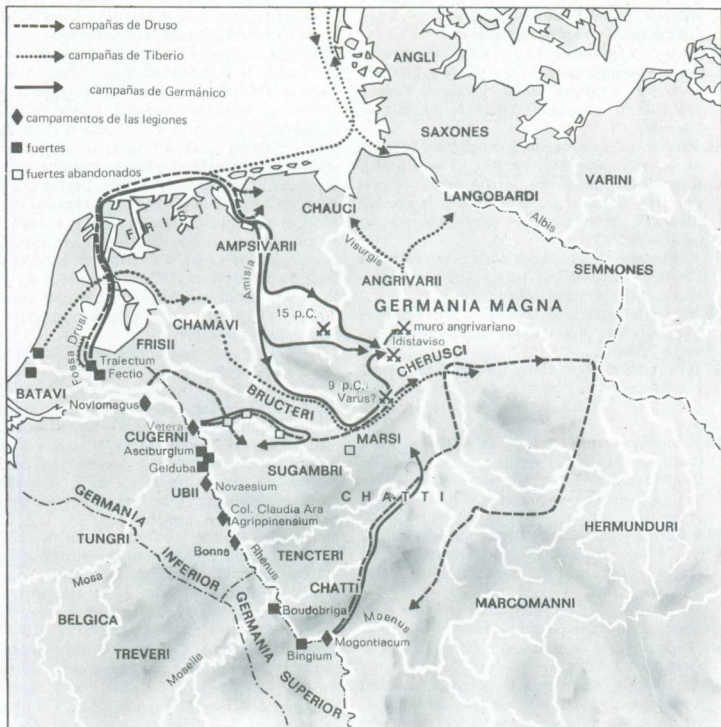 campañas de Druso
campañas de Tiberio
campañas de Germánico
campamentos de las legiones
fuertes
fuertes abandonados
ANGLI
SAXONES
VARINI
LANGOBARDI
CHAUCI
FRISII
AMPSIVARII
Visurgis
Albis
Amisia
ANGRIVARII
SEMNONES
GERMANIA MAGNA
15 p.C.
muro angrivariano
Idistaviso
CHAMAVI
CHERUSCI
Fossa Drusi
FRISII
Traiectum
Fectio
BATAVI
BRUCTERI
9 p.C.
Varus?
Noviomagus
Vetera
MARSI
CUGERNI
Asciburgium
Gelduba
SUGAMBRI
UBII
Novaesium
CHATTI
GERMANIA
INFERIOR
Col. Claudia Ara
Agrippinensium
HERMUNDURI
TUNGRI
Bonna
Rhenus
TENCTERI
Mosa
CHATTI
Boudobriga
Moenus
MARCOMANNI
BELGICA
TREVERI
Mosella
GERMANIA
SUPERIOR
Mogontiacum
Bingium